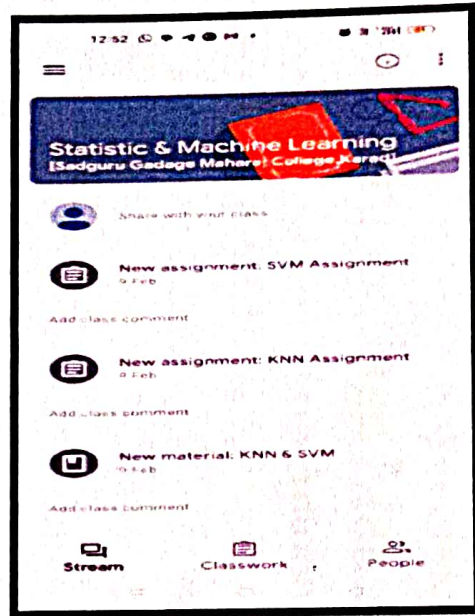 12:52
Statistic & Machine Learning
[Sadguru Gadage Maharaj College, Karad]
Share with your class
New assignment: SVM Assignment
9 Feb
Add class comment
New assignment: KNN Assignment
9 Feb
Add class comment
New material: KNN & SVM
9 Feb
Add class comment
Stream
Classwork
People